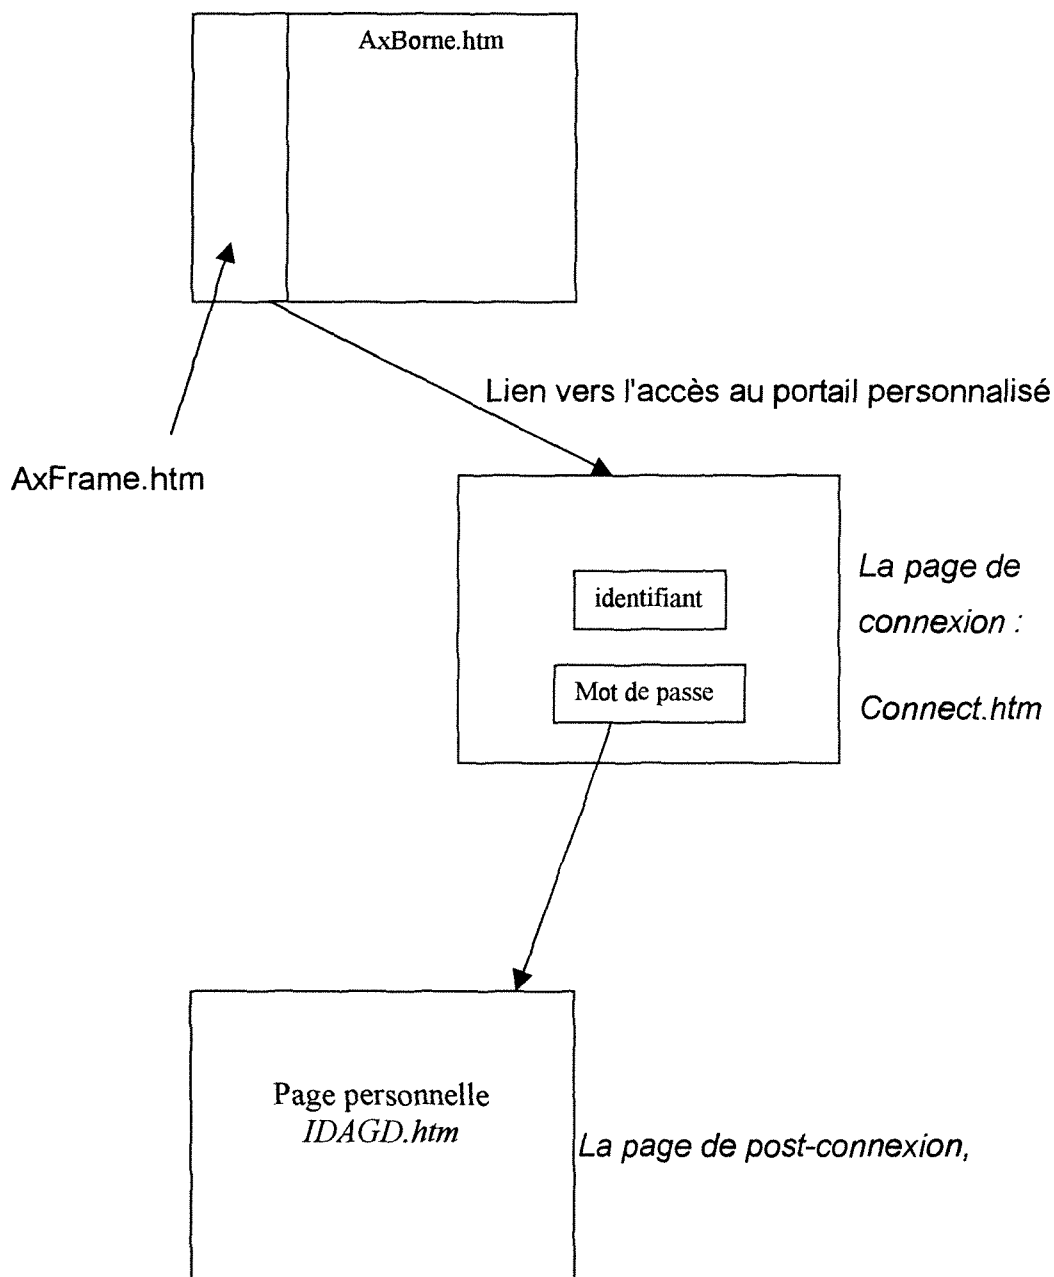 AxBorne.htm
Lien vers l'accès au portail personnalisé
AxFrame.htm
La page de
connexion :
identifiant
Mot de passe
Connect.htm
Page personnelle
IDAGD.htm
La page de post-connexion,